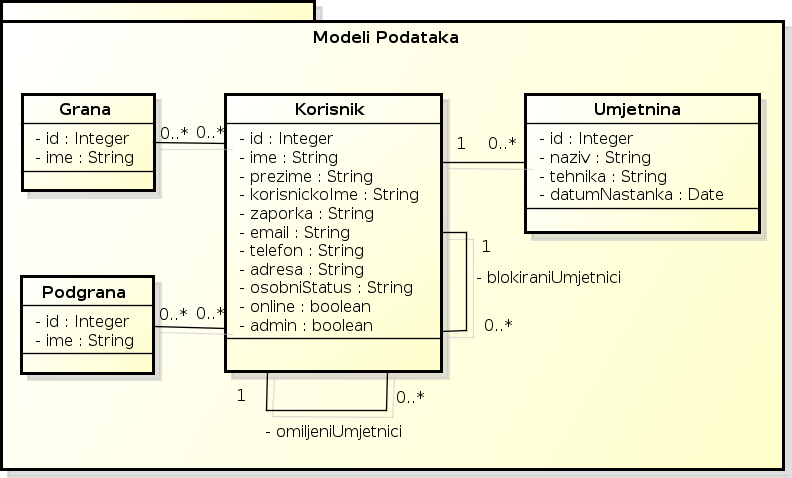 Modeli Podataka
Grana
- id : Integer
- ime : String
0..*
0..*
Korisnik
- id : Integer
- ime : String
- prezime : String
- korisnickoIme : String
- zaporka : String
- email : String
- telefon : String
- adresa : String
- osobniStatus : String
- online : boolean
- admin : boolean
1
0..*
Umjetnina
- id : Integer
- naziv : String
- tehnika : String
- datumNastanka : Date
1
- blokiraniUmjetnici
0..*
Podgrana
- id : Integer
- ime : String
0..*
0..*
1
0..*
- omiljeniUmjetnici